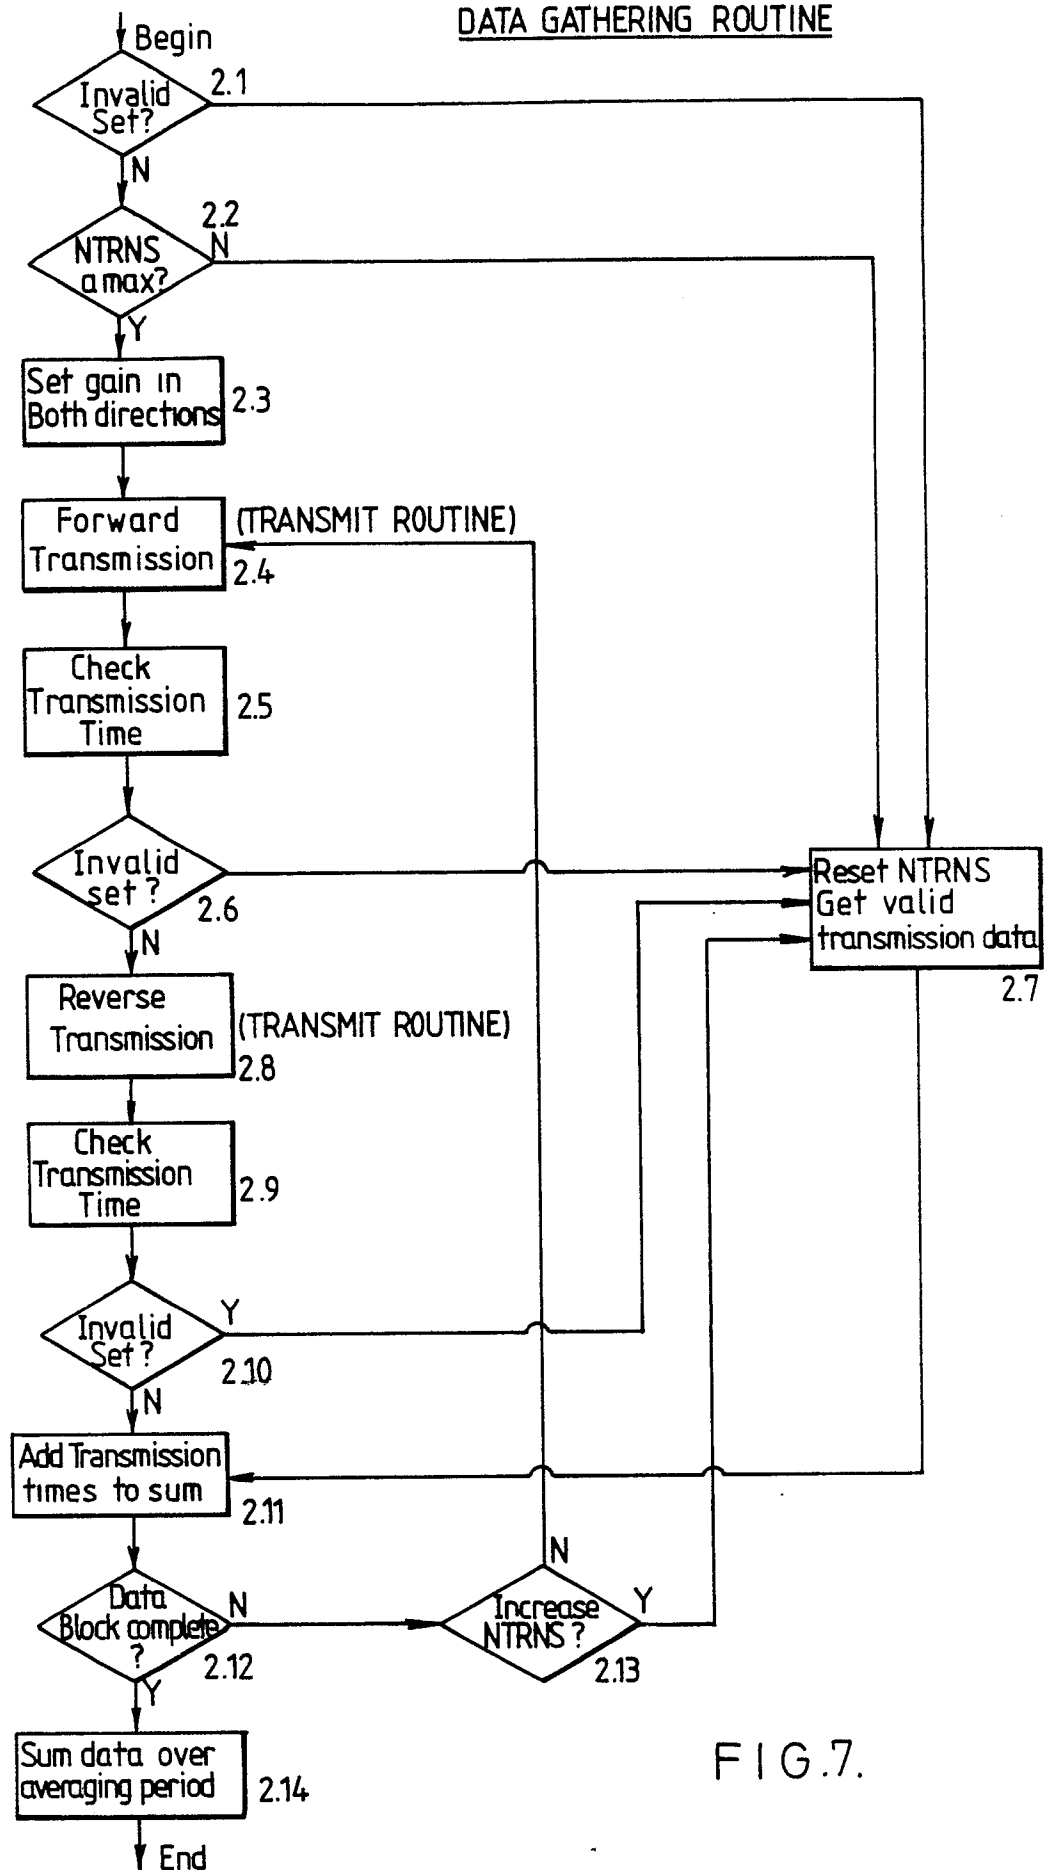 DATA GATHERING ROUTINE
Begin
Invalid
Set?
2.1
N
2.2
NTRNS
a max?
N
Y
Set gain in
Both directions
2.3
Forward
Transmission
(TRANSMIT ROUTINE)
2.4
Check
Transmission
Time
2.5
Invalid
set ?
2.6
N
Reset NTRNS
Get valid
transmission data
2.7
Reverse
Transmission
(TRANSMIT ROUTINE)
2.8
Check
Transmission
Time
2.9
Invalid
Set ?
Y
2.10
N
Add Transmission
times to sum
2.11
Data
Block complete
?
N
2.12
Y
N
Increase
NTRNS ?
Y
2.13
Sum data over
averaging period
2.14
End
FIG.7.